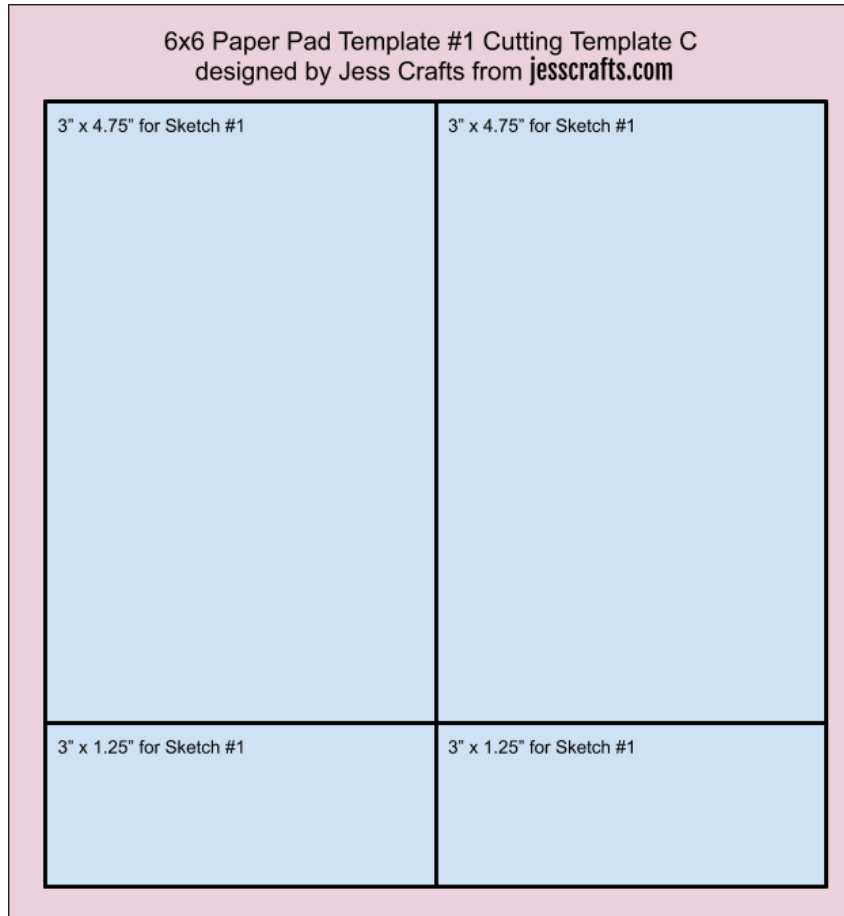 6x6 Paper Pad Template #1 Cutting Template C
designed by Jess Crafts from jesscrafts.com
3” x 4.75” for Sketch #1
3” x 4.75” for Sketch #1
3” x 1.25” for Sketch #1
3” x 1.25” for Sketch #1